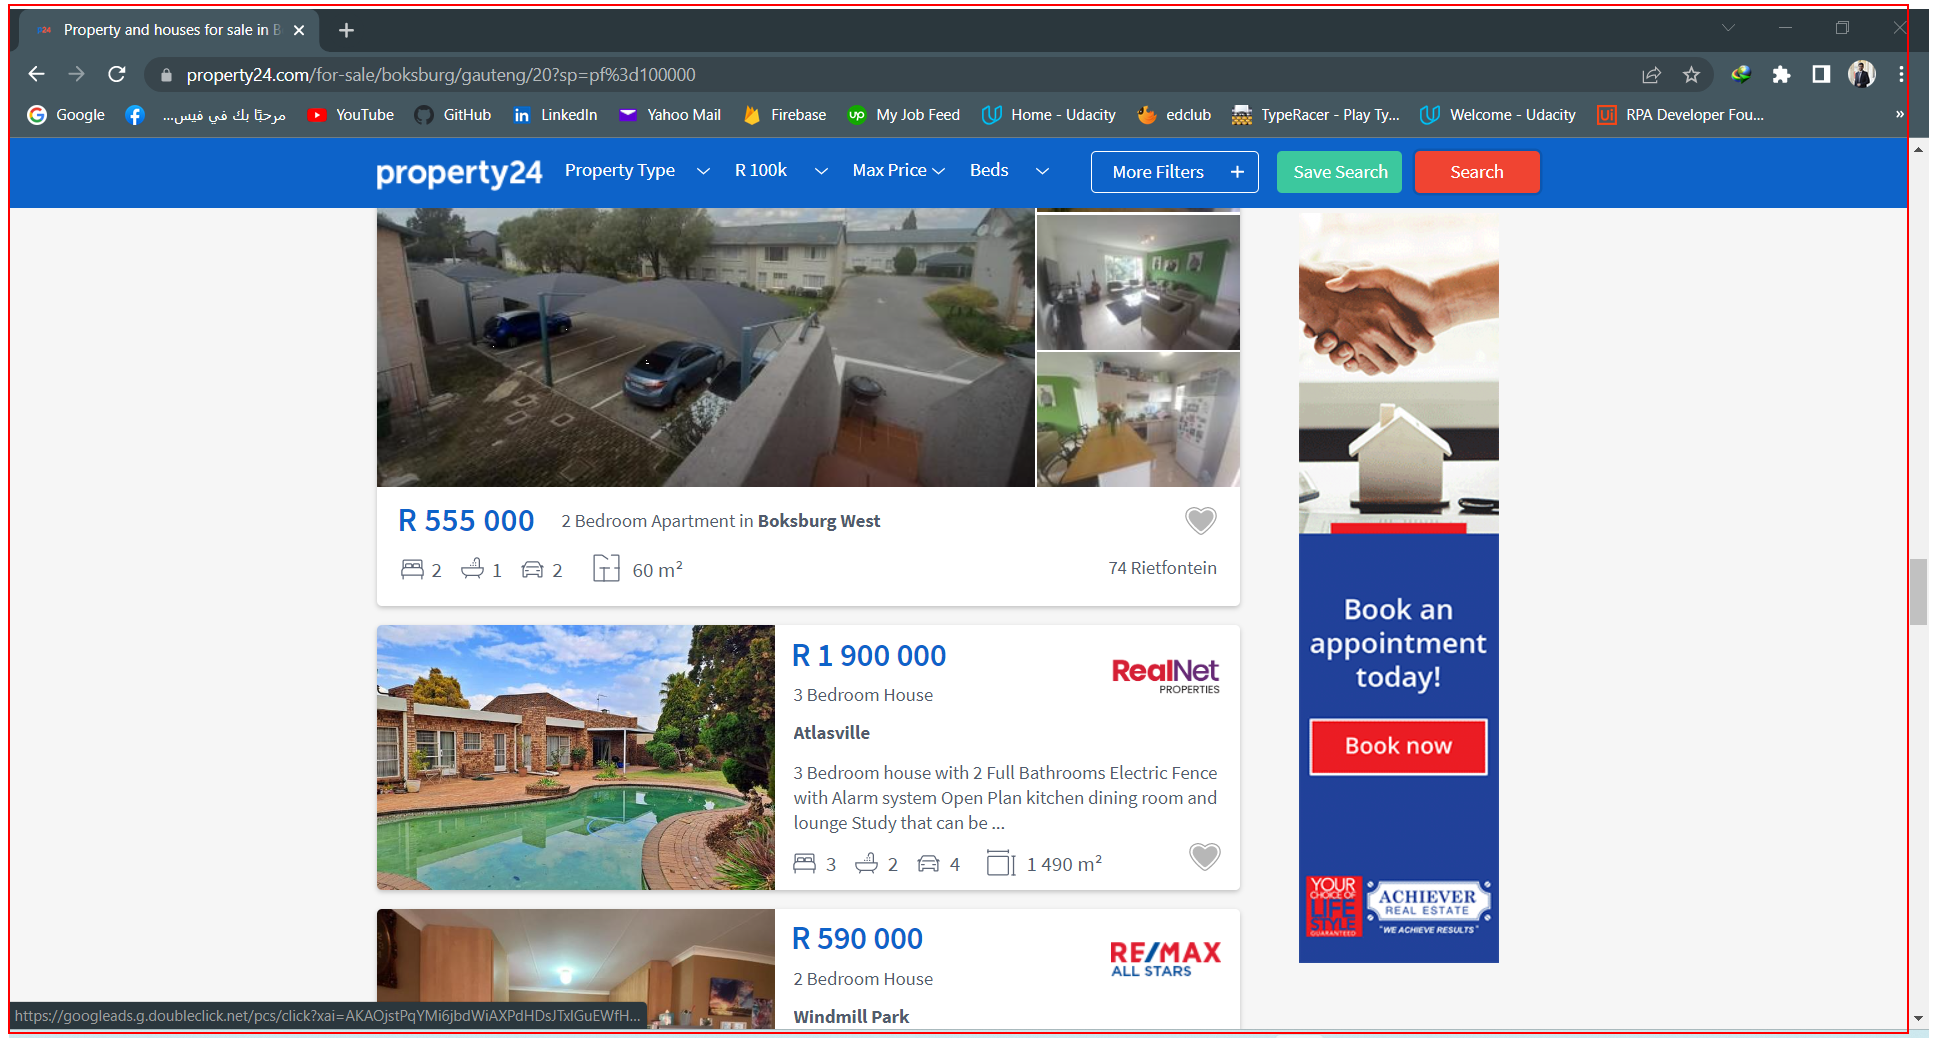 Property and houses for sale in B
property24.com/for-sale/boksburg/gauteng/20?sp=pf%3d100000
Google
مرحبًا بك في فيس...
YouTube
GitHub
LinkedIn
Yahoo Mail
Firebase
My Job Feed
Home - Udacity
edclub
TypeRacer - Play Ty...
Welcome - Udacity
RPA Developer Fou...
»
property24
Property Type
R 100k
Max Price
Beds
More Filters +
Save Search
Search
R 555 000
2 Bedroom Apartment in Boksburg West
2 1 2 60 m²
74 Rietfontein
R 1 900 000
RealNet
PROPERTIES
3 Bedroom House
Atlasville
3 Bedroom house with 2 Full Bathrooms Electric Fence
with Alarm system Open Plan kitchen dining room and
lounge Study that can be ...
3 2 4 1 490 m²
R 590 000
RE/MAX
ALL STARS
2 Bedroom House
Windmill Park
Book an
appointment
today!
Book now
YOUR
CHOICE OF
LIFE
STYLE
GUARANTEED
ACHIEVER
REAL ESTATE
"WE ACHIEVE RESULTS"
https://googleads.g.doubleclick.net/pcs/click?xai=AKAOjstPqYMi6jbdWiAXPdHDsJTxIGuEWfH...